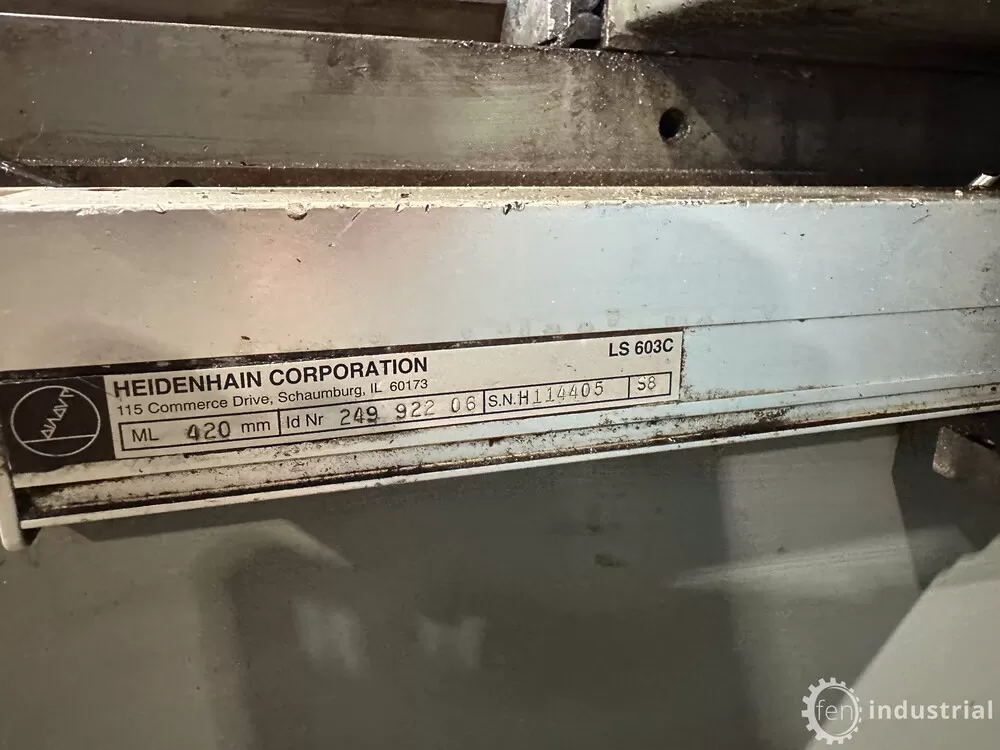 HEIDENHAIN CORPORATION
LS 603C
115 Commerce Drive, Schaumburg, IL 60173
ML 420 mm Id Nr 249 922 06 S.N.H114405 S8
fen industrial